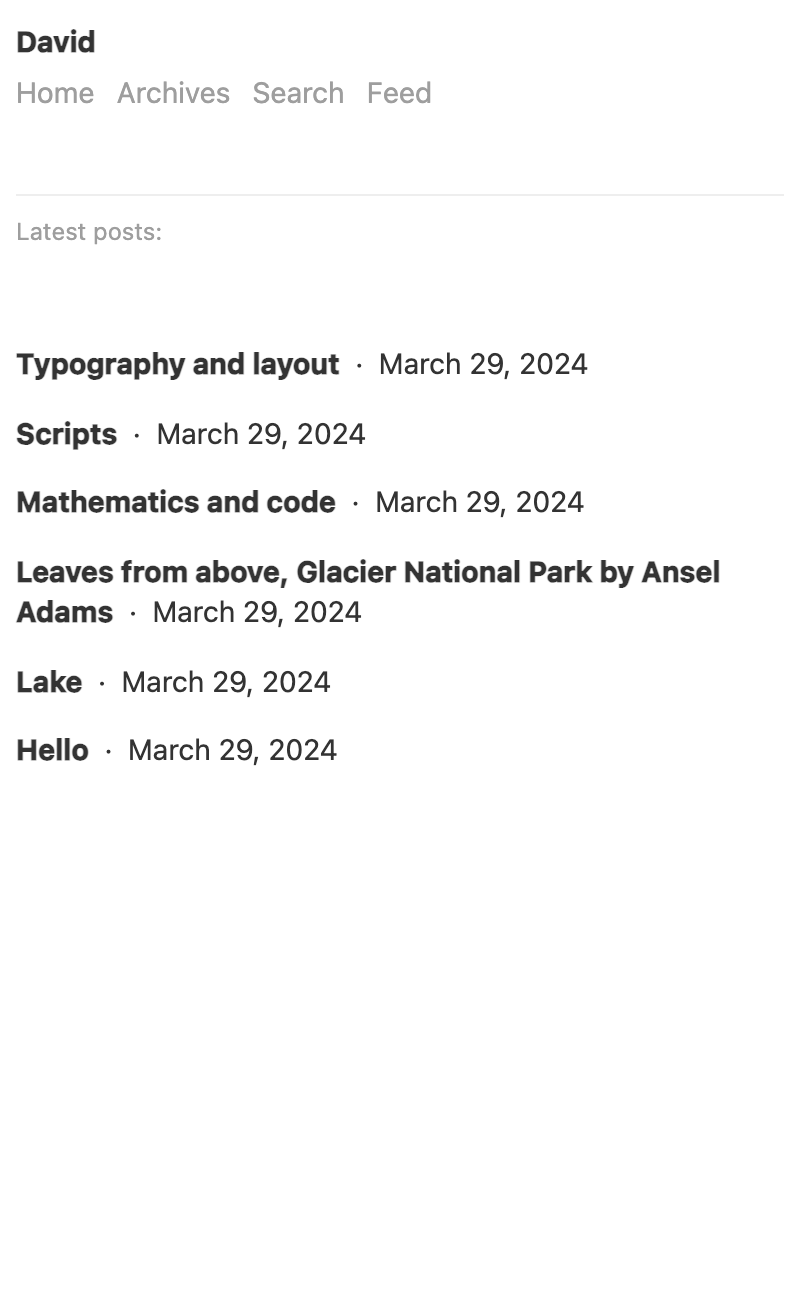 David
Home Archives Search Feed
Latest posts:
Typography and layout · March 29, 2024
Scripts · March 29, 2024
Mathematics and code · March 29, 2024
Leaves from above, Glacier National Park by Ansel
Adams · March 29, 2024
Lake · March 29, 2024
Hello · March 29, 2024